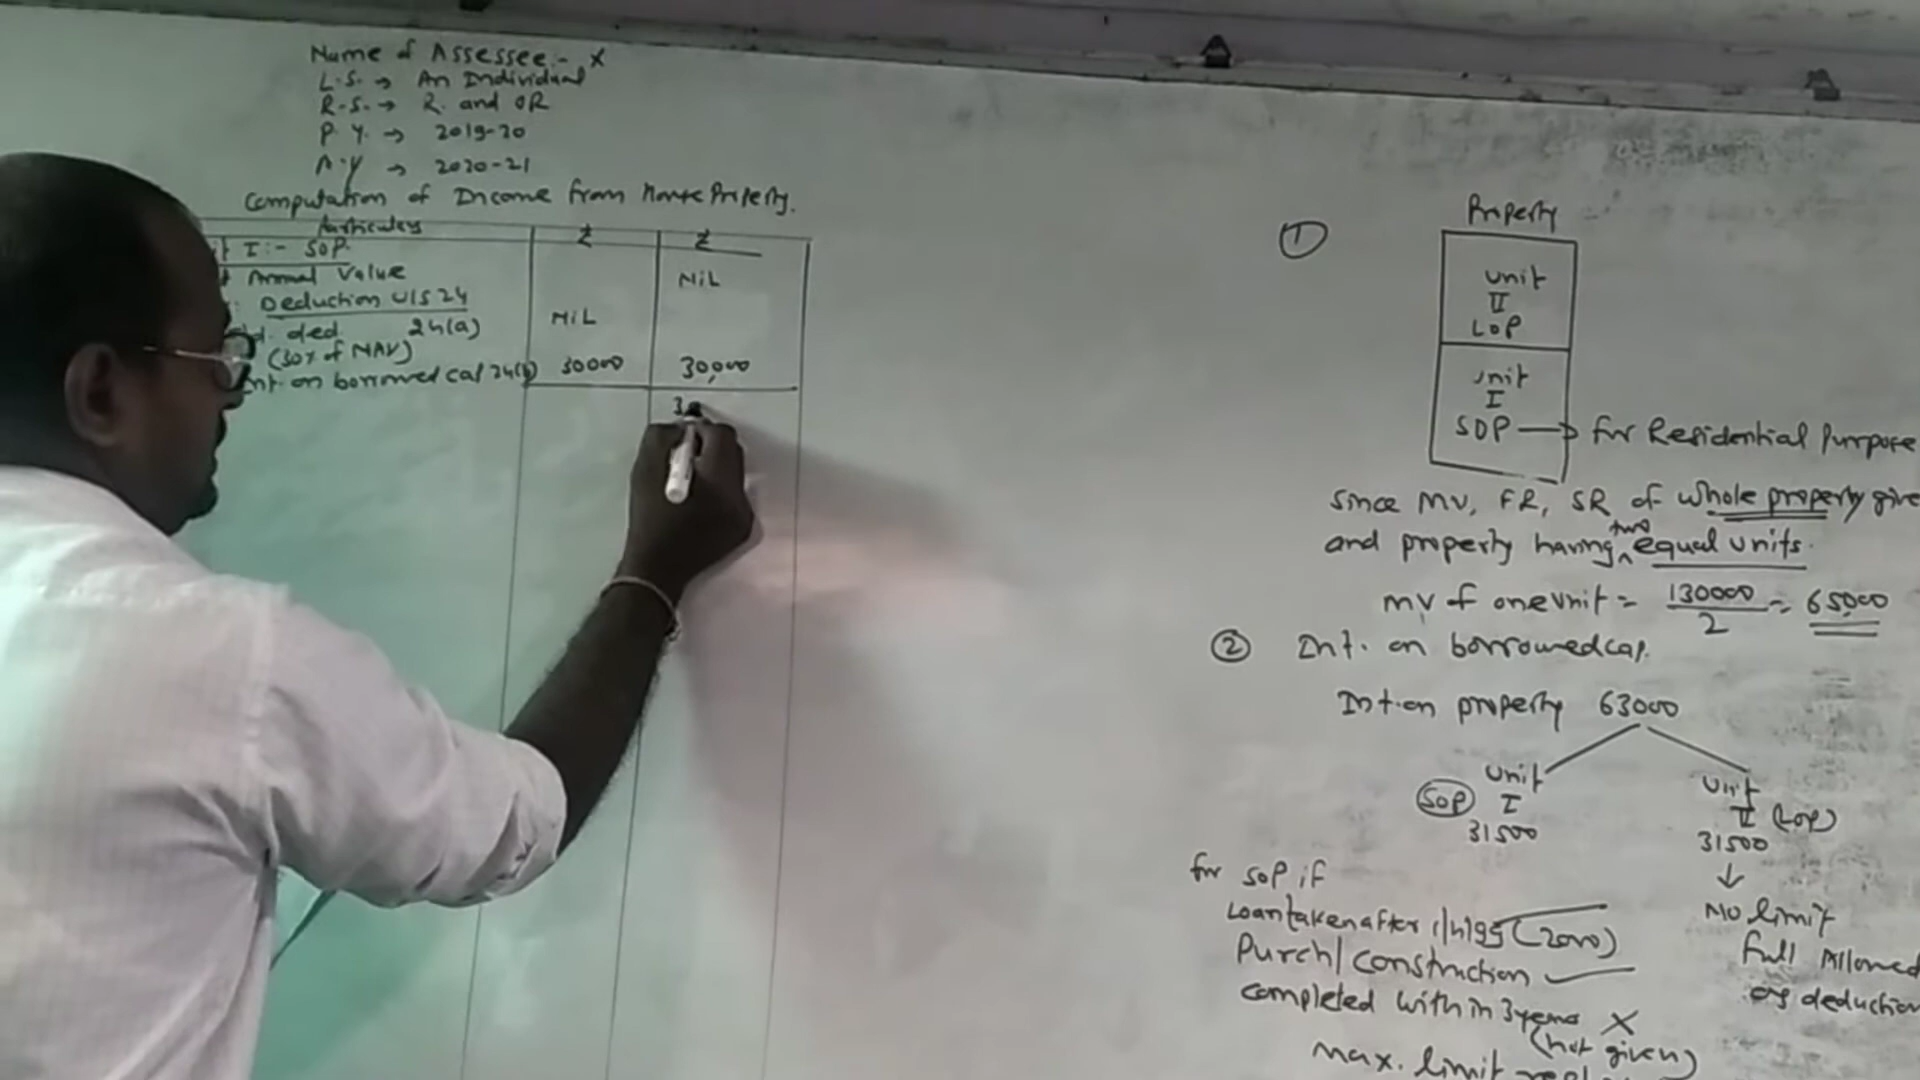 Name of Assessee:- X
L.S. → An Individual
R.S. → R. and OR
P.Y. → 2019-20
A.Y → 2020-21
Computation of Income from House Property.
Particulars ₹ ₹
I:- SOP
Annual Value NiL
Deduction U/S 24
ded. 24(a) NiL
(30% of NAV)
Int. on borrowed cap 24(b) 30000 30,000
3
① Property
Unit
II
LOP
Unit
I
SOP → for Residential Purpose
Since MV, FR, SR of whole property give
and property having two equal units.
MV of one unit = 130000/2 = 65000
② Int. on borrowed cap.
Int. on property 63000
SOP Unit I 31500
Unit II (LOP) 31500
↓
No limit
full Allowed
as deduction
for SOP if
Loan taken after 1/4/99 (2000)
Purch/construction
completed within 3 years X
(not given)
Max. limit